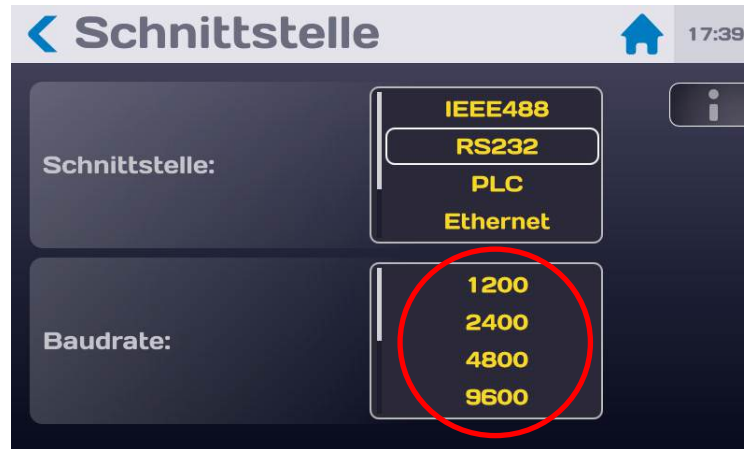 Schnittstelle
17:39
Schnittstelle:
IEEE488
RS232
PLC
Ethernet
Baudrate:
1200
2400
4800
9600